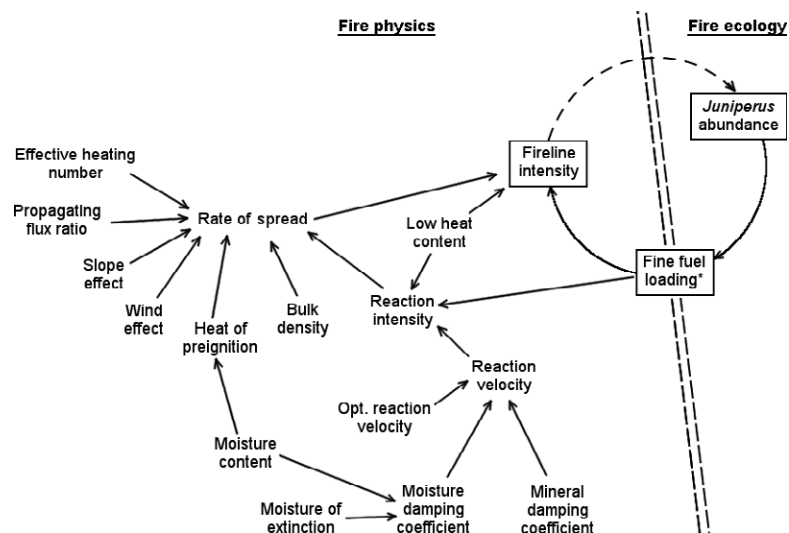 Fire physics
Fire ecology
Juniperus
abundance
Fireline
intensity
Effective heating
number
Propagating
flux ratio
Rate of spread
Low heat
content
Slope
effect
Fine fuel
loading*
Wind
effect
Heat of
preignition
Bulk
density
Reaction
intensity
Reaction
velocity
Opt. reaction
velocity
Moisture
content
Moisture of
extinction
Moisture
damping
coefficient
Mineral
damping
coefficient